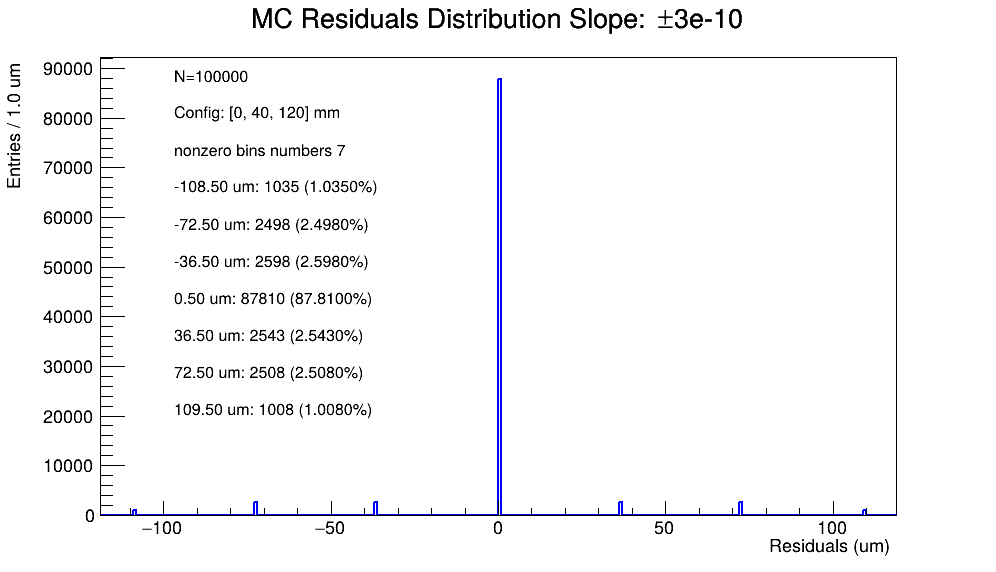 MC Residuals Distribution Slope: ±3e-10
Entries / 1.0 um
90000
80000
70000
60000
50000
40000
30000
20000
10000
0
N=100000
Config: [0, 40, 120] mm
nonzero bins numbers 7
-108.50 um: 1035 (1.0350%)
-72.50 um: 2498 (2.4980%)
-36.50 um: 2598 (2.5980%)
0.50 um: 87810 (87.8100%)
36.50 um: 2543 (2.5430%)
72.50 um: 2508 (2.5080%)
109.50 um: 1008 (1.0080%)
−100 −50 0 50 100
Residuals (um)